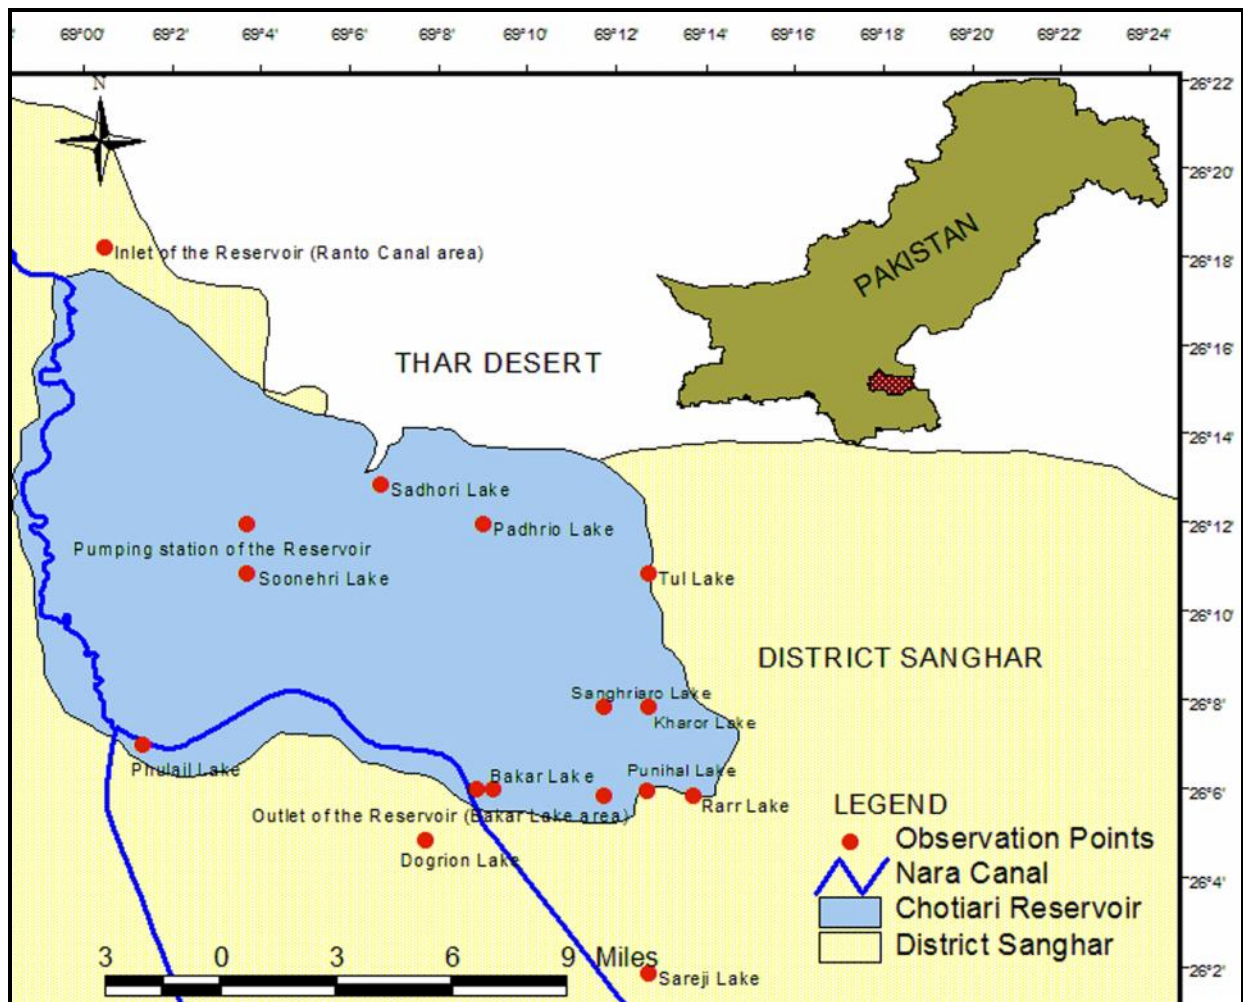 69°00' 69°2' 69°4' 69°6' 69°8' 69°10' 69°12' 69°14' 69°16' 69°18' 69°20' 69°22' 69°24'
N
26°22'
26°20'
26°18'
26°16'
26°14'
26°12'
26°10'
26°8'
26°6'
26°4'
26°2'
PAKISTAN
Inlet of the Reservoir (Ranto Canal area)
THAR DESERT
Sadhori Lake
Padhrio Lake
Pumping station of the Reservoir
Soonehri Lake
Tul Lake
DISTRICT SANGHAR
Sanghriaro Lake
Kharor Lake
Phulail Lake
Bakar Lake
Punihal Lake
Rarr Lake
Outlet of the Reservoir (Bakar Lake area)
Dogrion Lake
Sareji Lake
LEGEND
Observation Points
Nara Canal
Chotiari Reservoir
District Sanghar
3 0 3 6 9 Miles